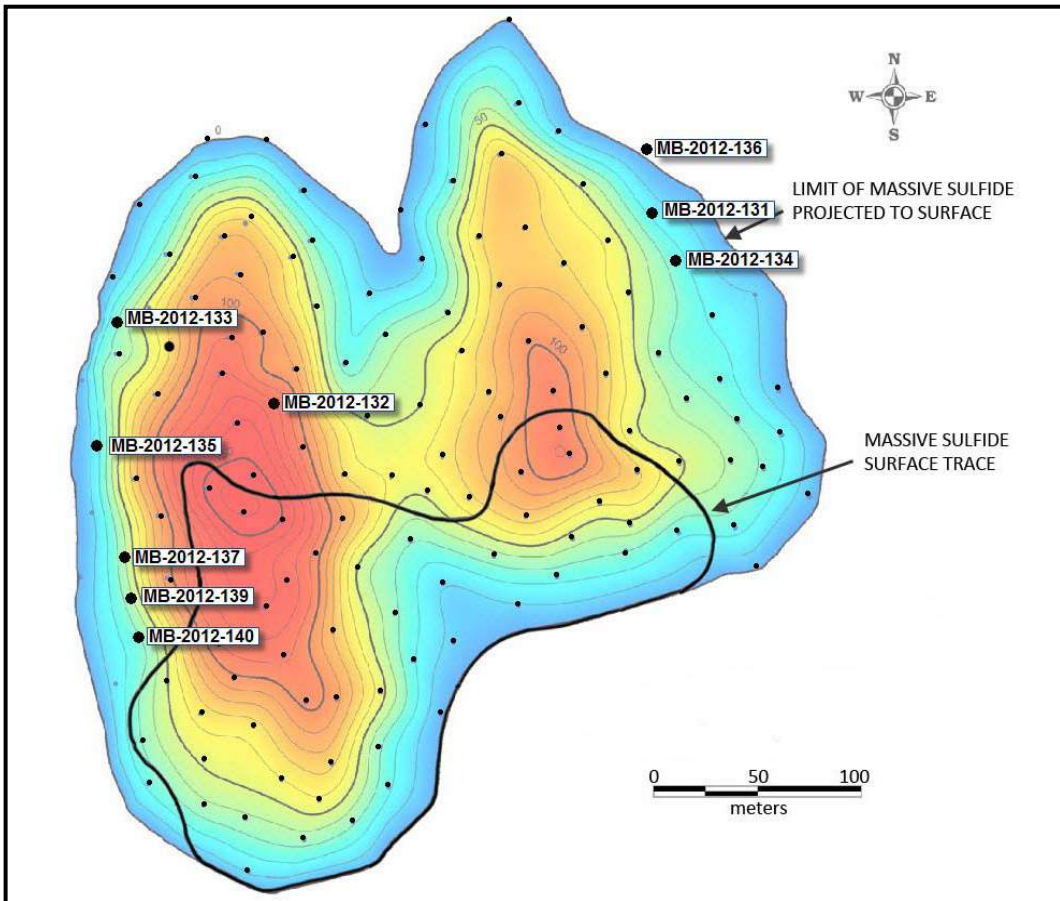 N
W E
S
0
50
MB-2012-136
LIMIT OF MASSIVE SULFIDE
PROJECTED TO SURFACE
MB-2012-131
MB-2012-134
100
MB-2012-133
100
MB-2012-132
MASSIVE SULFIDE
SURFACE TRACE
MB-2012-135
MB-2012-137
MB-2012-139
MB-2012-140
0 50 100
meters